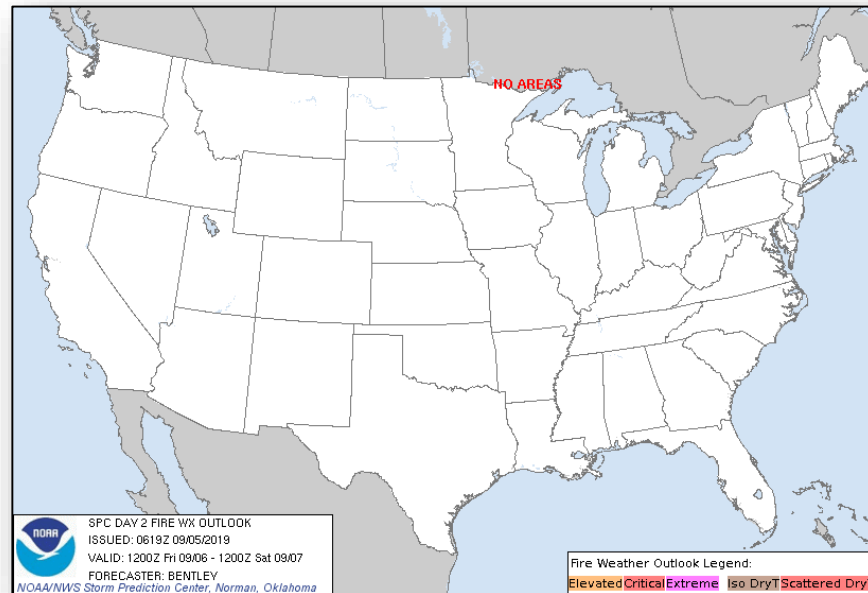 NO AREAS
NOAA
SPC DAY 2 FIRE WX OUTLOOK
ISSUED: 0619Z 09/05/2019
VALID: 1200Z Fri 09/06 - 1200Z Sat 09/07
FORECASTER: BENTLEY
NOAA/NWS Storm Prediction Center, Norman, Oklahoma
Fire Weather Outlook Legend:
Elevated Critical Extreme Iso DryT Scattered Dry